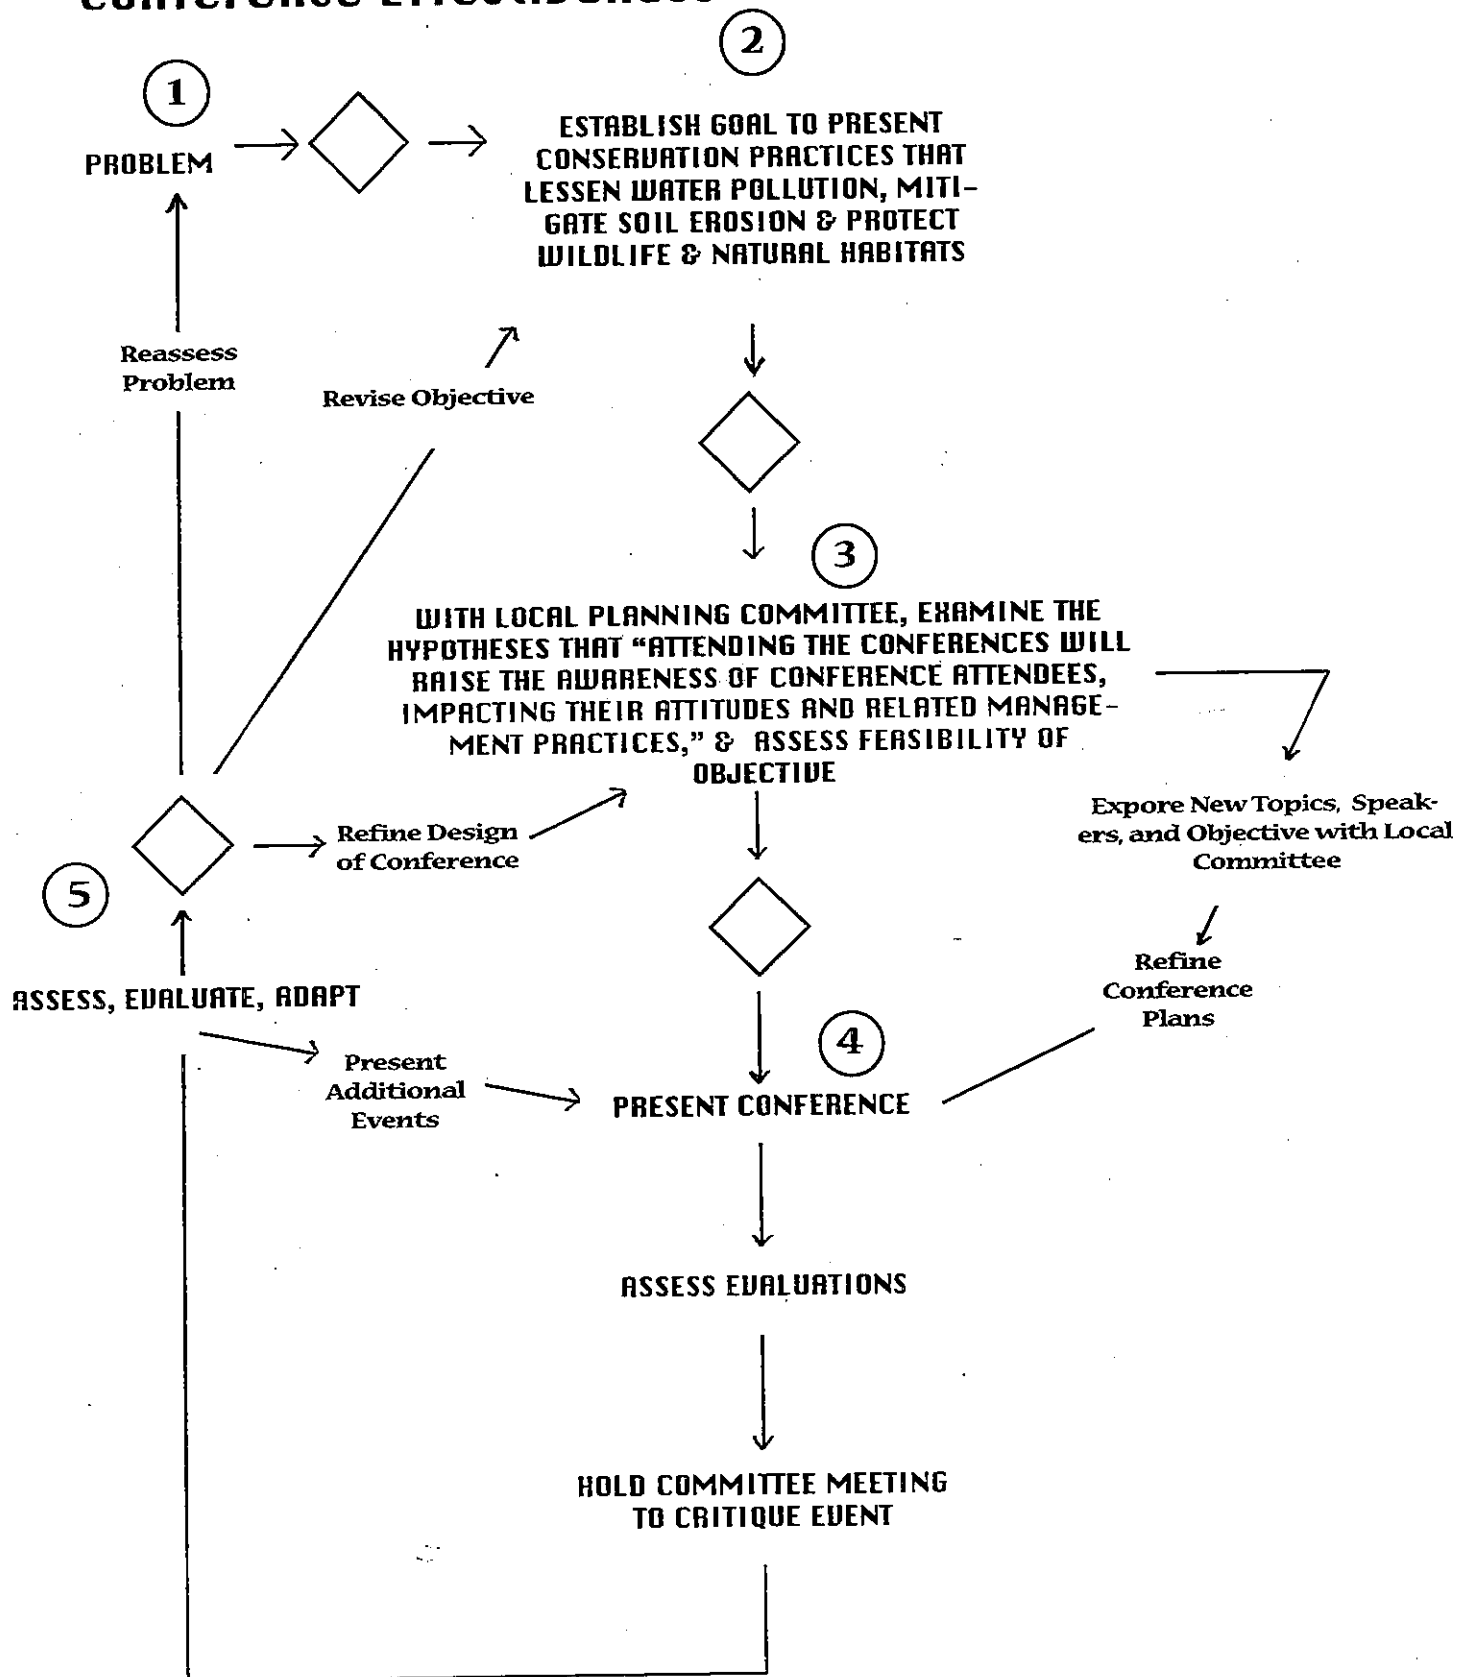 Conference Effectiveness
2
1
PROBLEM
ESTABLISH GOAL TO PRESENT
CONSERVATION PRACTICES THAT
LESSEN WATER POLLUTION, MITI-
GATE SOIL EROSION & PROTECT
WILDLIFE & NATURAL HABITATS
Reassess
Problem
Revise Objective
3
WITH LOCAL PLANNING COMMITTEE, EXAMINE THE
HYPOTHESES THAT “ATTENDING THE CONFERENCES WILL
RAISE THE AWARENESS OF CONFERENCE ATTENDEES,
IMPACTING THEIR ATTITUDES AND RELATED MANAGE-
MENT PRACTICES,” & ASSESS FEASIBILITY OF
OBJECTIVE
Expore New Topics, Speak-
ers, and Objective with Local
Committee
Refine Design
of Conference
5
Refine
Conference
Plans
ASSESS, EVALUATE, ADAPT
4
Present
Additional
Events
PRESENT CONFERENCE
ASSESS EVALUATIONS
HOLD COMMITTEE MEETING
TO CRITIQUE EVENT